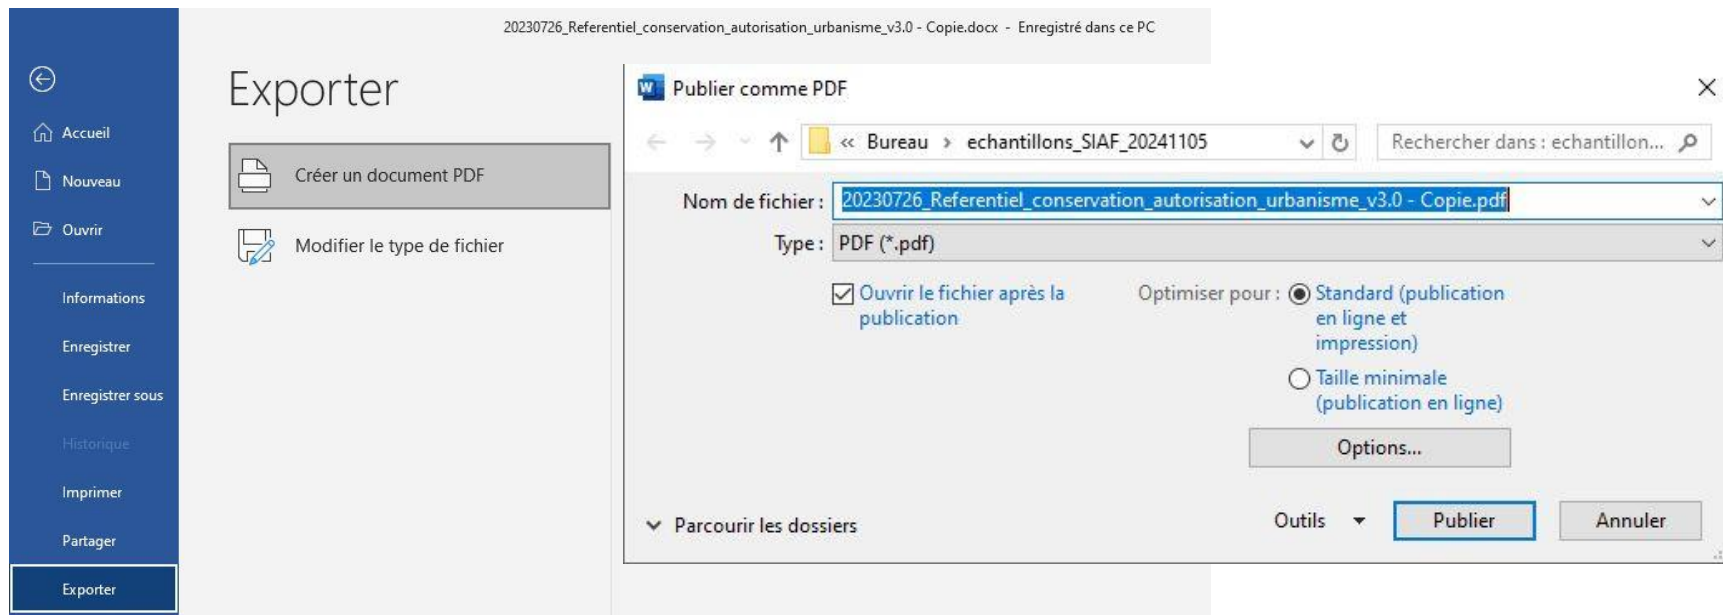 20230726_Referentiel_conservation_autorisation_urbanisme_v3.0 - Copie.docx - Enregistré dans ce PC
Accueil
Nouveau
Ouvrir
Informations
Enregistrer
Enregistrer sous
Historique
Imprimer
Partager
Exporter
Exporter
Créer un document PDF
Modifier le type de fichier
Publier comme PDF
« Bureau › echantillons_SIAF_20241105
Rechercher dans : echantillon...
Nom de fichier : 20230726_Referentiel_conservation_autorisation_urbanisme_v3.0 - Copie.pdf
Type : PDF (*.pdf)
Ouvrir le fichier après la
publication
Optimiser pour : Standard (publication
en ligne et
impression)
Taille minimale
(publication en ligne)
Options...
Parcourir les dossiers
Outils
Publier
Annuler